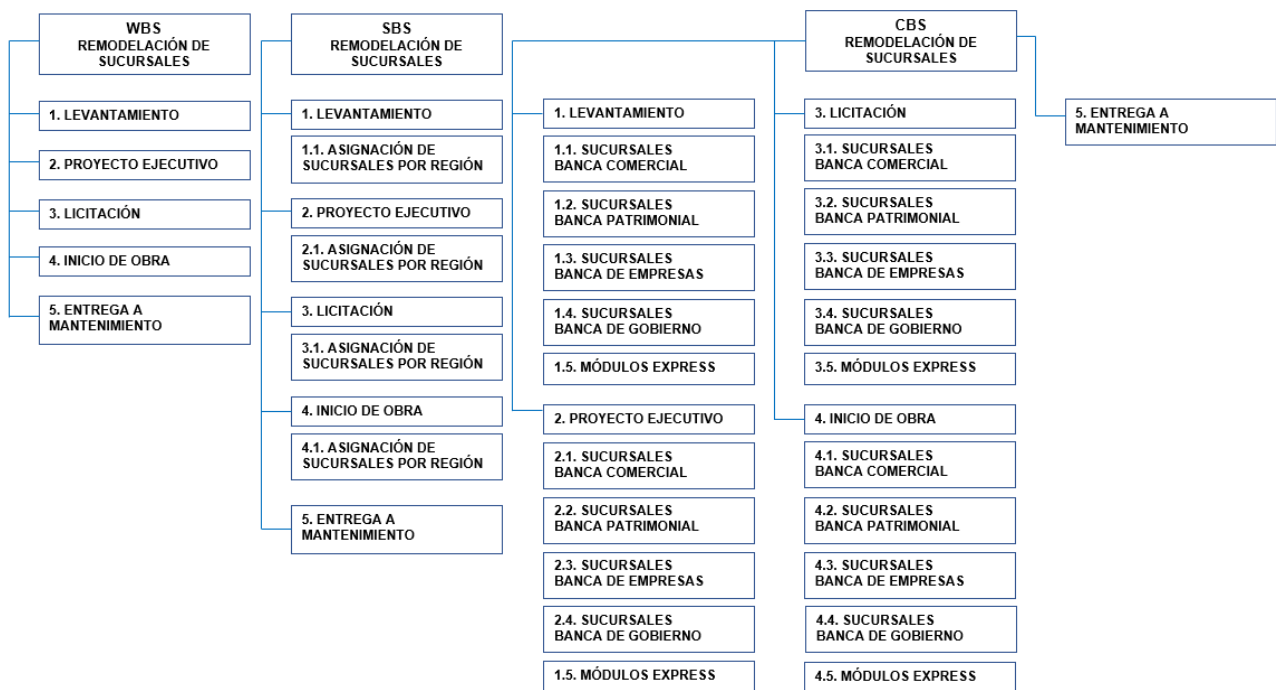 WBS
REMODELACIÓN DE
SUCURSALES
1. LEVANTAMIENTO
2. PROYECTO EJECUTIVO
3. LICITACIÓN
4. INICIO DE OBRA
5. ENTREGA A
MANTENIMIENTO
SBS
REMODELACIÓN DE
SUCURSALES
1. LEVANTAMIENTO
1.1. ASIGNACIÓN DE
SUCURSALES POR REGIÓN
2. PROYECTO EJECUTIVO
2.1. ASIGNACIÓN DE
SUCURSALES POR REGIÓN
3. LICITACIÓN
3.1. ASIGNACIÓN DE
SUCURSALES POR REGIÓN
4. INICIO DE OBRA
4.1. ASIGNACIÓN DE
SUCURSALES POR REGIÓN
5. ENTREGA A
MANTENIMIENTO
CBS
REMODELACIÓN DE
SUCURSALES
1. LEVANTAMIENTO
1.1. SUCURSALES
BANCA COMERCIAL
1.2. SUCURSALES
BANCA PATRIMONIAL
1.3. SUCURSALES
BANCA DE EMPRESAS
1.4. SUCURSALES
BANCA DE GOBIERNO
1.5. MÓDULOS EXPRESS
2. PROYECTO EJECUTIVO
2.1. SUCURSALES
BANCA COMERCIAL
2.2. SUCURSALES
BANCA PATRIMONIAL
2.3. SUCURSALES
BANCA DE EMPRESAS
2.4. SUCURSALES
BANCA DE GOBIERNO
1.5. MÓDULOS EXPRESS
3. LICITACIÓN
3.1. SUCURSALES
BANCA COMERCIAL
3.2. SUCURSALES
BANCA PATRIMONIAL
3.3. SUCURSALES
BANCA DE EMPRESAS
3.4. SUCURSALES
BANCA DE GOBIERNO
3.5. MÓDULOS EXPRESS
4. INICIO DE OBRA
4.1. SUCURSALES
BANCA COMERCIAL
4.2. SUCURSALES
BANCA PATRIMONIAL
4.3. SUCURSALES
BANCA DE EMPRESAS
4.4. SUCURSALES
BANCA DE GOBIERNO
4.5. MÓDULOS EXPRESS
5. ENTREGA A
MANTENIMIENTO